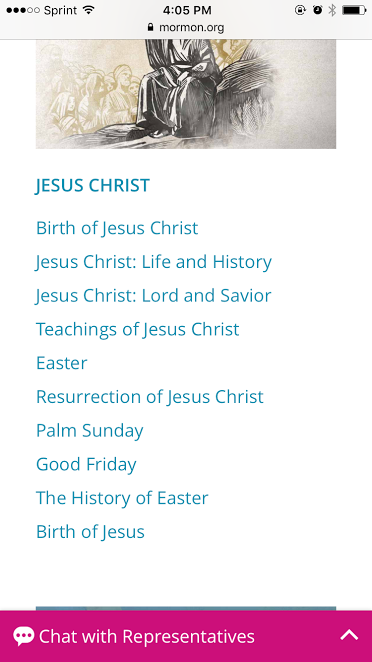 Sprint 4:05 PM
mormon.org
JESUS CHRIST
Birth of Jesus Christ
Jesus Christ: Life and History
Jesus Christ: Lord and Savior
Teachings of Jesus Christ
Easter
Resurrection of Jesus Christ
Palm Sunday
Good Friday
The History of Easter
Birth of Jesus
Chat with Representatives